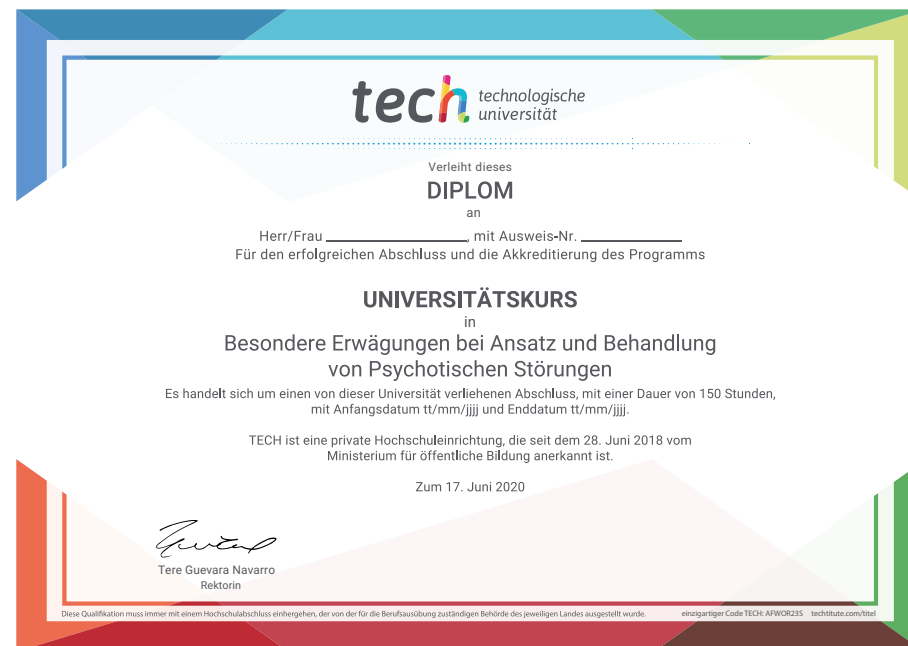 tech technologische
universität
Verleiht dieses
DIPLOM
an
Herr/Frau ____________________, mit Ausweis-Nr. ______________
Für den erfolgreichen Abschluss und die Akkreditierung des Programms
UNIVERSITÄTSKURS
in
Besondere Erwägungen bei Ansatz und Behandlung
von Psychotischen Störungen
Es handelt sich um einen von dieser Universität verliehenen Abschluss, mit einer Dauer von 150 Stunden,
mit Anfangsdatum tt/mm/jjjj und Enddatum tt/mm/jjjj.
TECH ist eine private Hochschuleinrichtung, die seit dem 28. Juni 2018 vom
Ministerium für öffentliche Bildung anerkannt ist.
Zum 17. Juni 2020
Tere Guevara Navarro
Rektorin
Diese Qualifikation muss immer mit einem Hochschulabschluss einhergehen, der von der für die Berufsausübung zuständigen Behörde des jeweiligen Landes ausgestellt wurde. einzigartiger Code TECH: AFWOR23S techtitute.com/titel